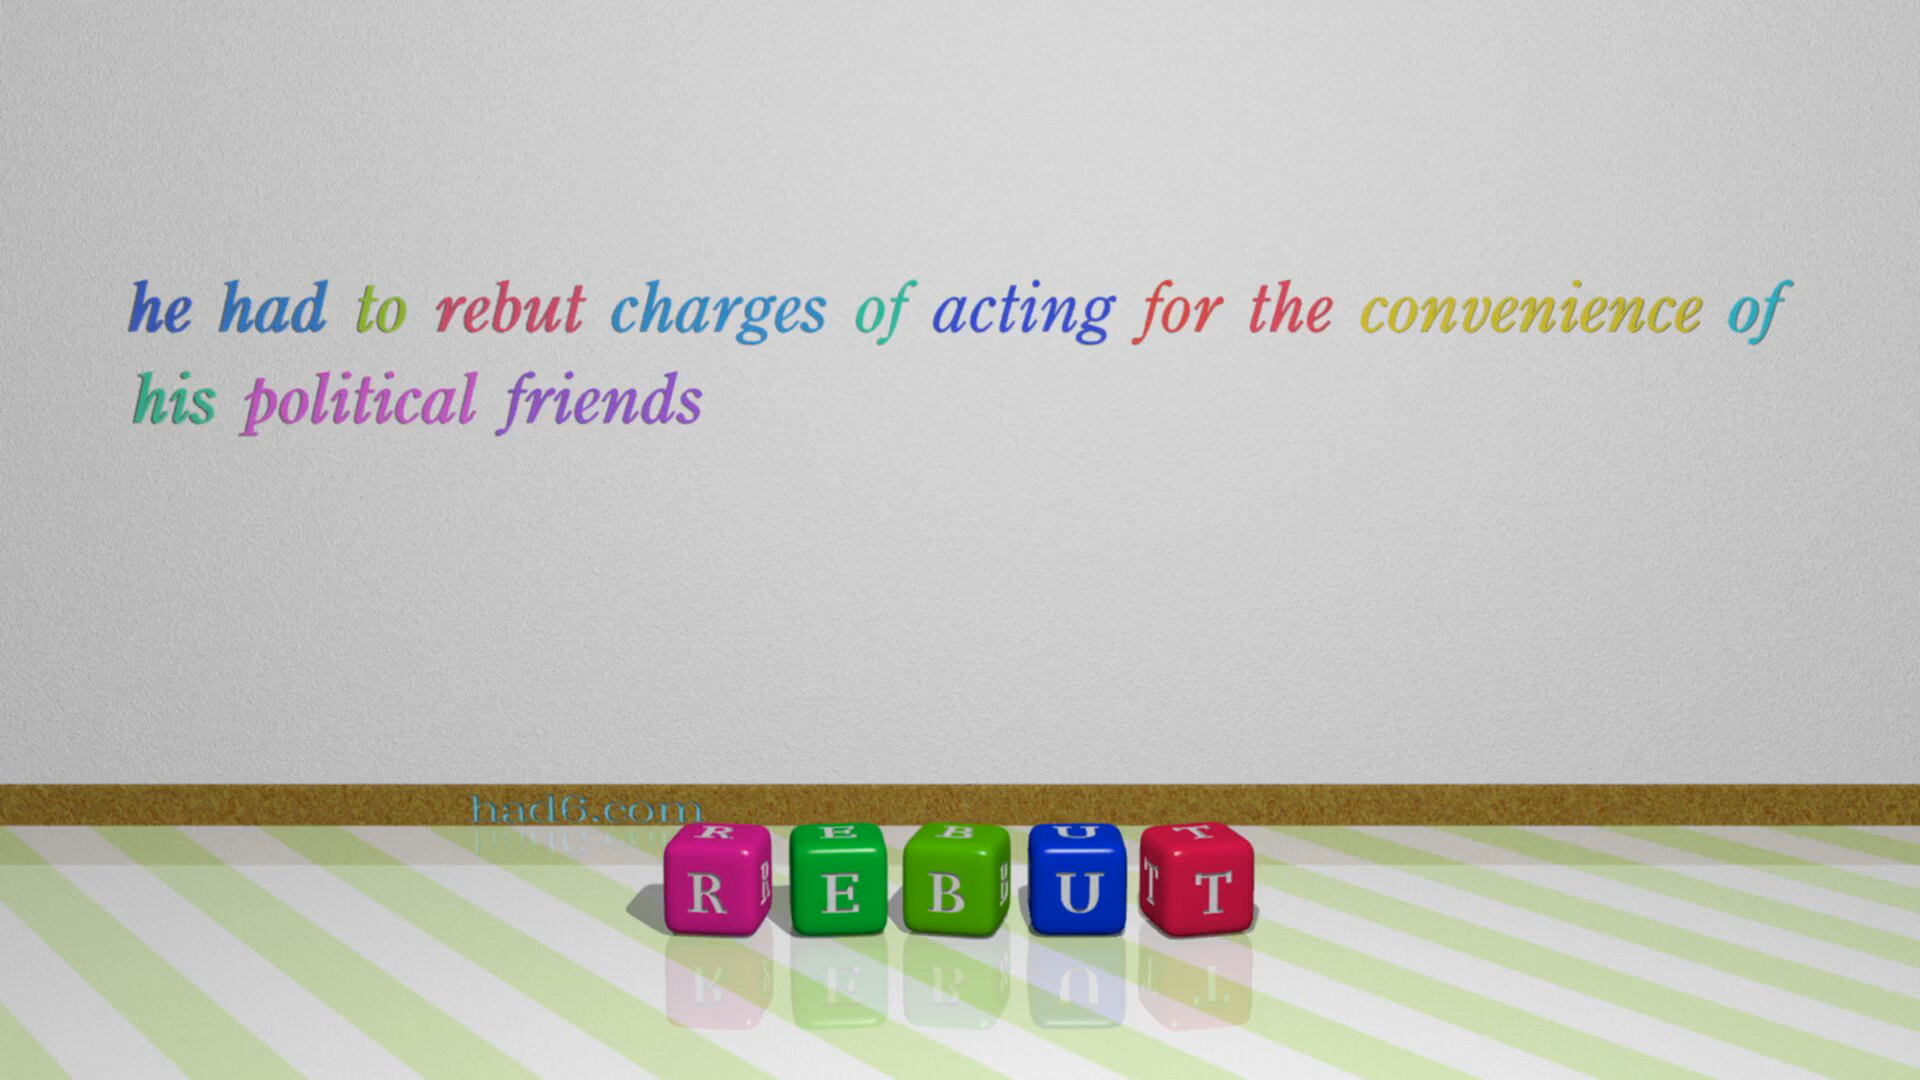 he had to rebut charges of acting for the convenience of
his political friends
had6.com
R E B U T
R E B U T